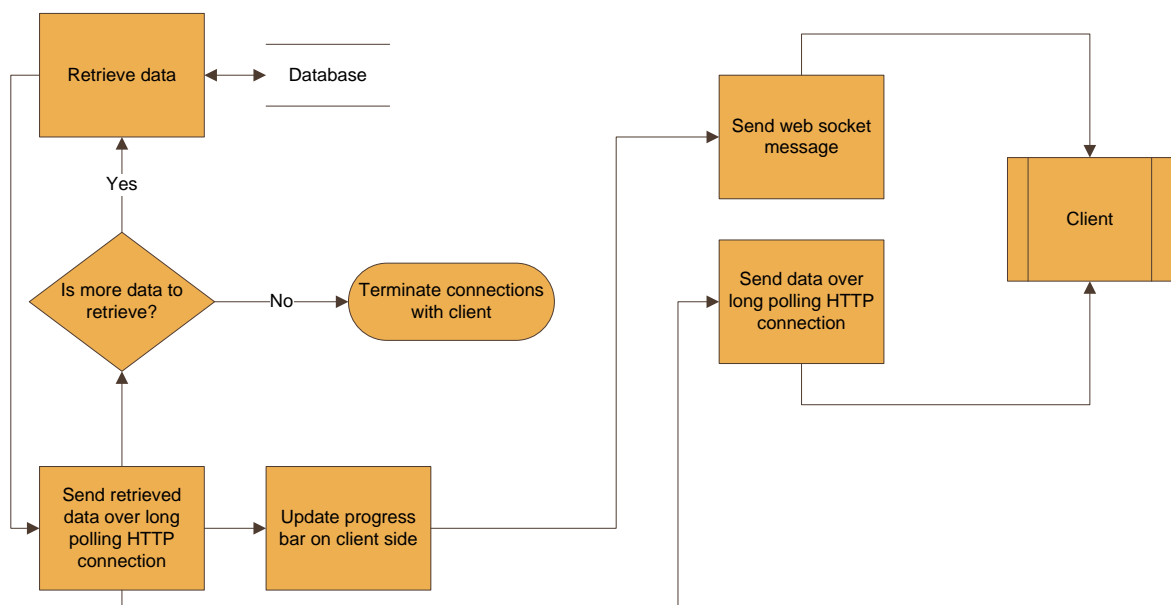 Retrieve data
Database
Yes
Is more data to
retrieve?
No
Terminate connections
with client
Send retrieved
data over long
polling HTTP
connection
Update progress
bar on client side
Send web socket
message
Send data over
long polling HTTP
connection
Client